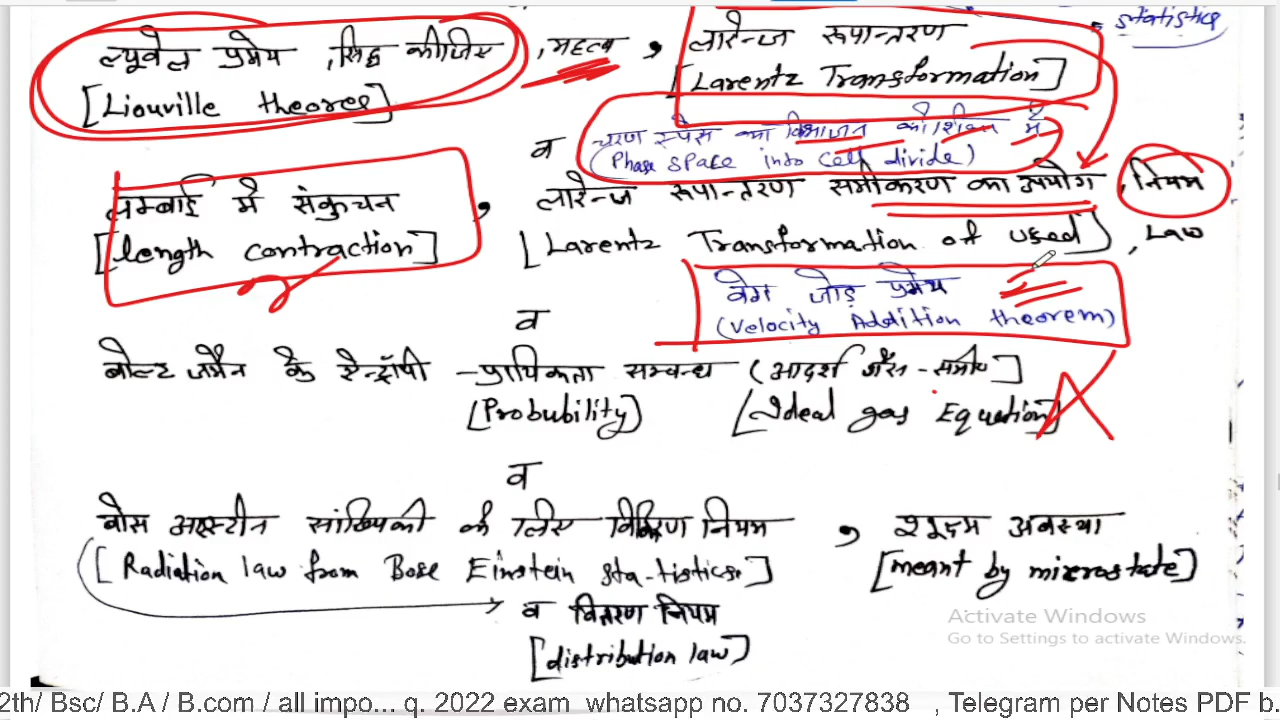 statistics
ल्यूवेल प्रमेय , सिद्ध कीजिए , महत्व , लारेन्ज रूपान्तरण
[Liouville theores] [Larentz Transformation]
व चरण स्पेस का विभाजन कोशिका में
(Phase space into cell divide)
लम्बाई में संकुचन , लारेन्ज रूपान्तरण समीकरण का उपयोग , नियम
[length contraction] [Larentz Transformation of used] , Law
वेग जोड़ प्रमेय
(Velocity Addition theorem)
व
बोल्टजमैन के ऐन्ट्रॉपी - प्रायिकता सम्बन्ध (आदर्श गैस - समी०]
[Probubility] [Ideal gas Equation]
व
बोस आइस्टीन सांख्यिकी के लिए विकिरण नियम , शूक्ष्म अवस्था
[Radiation law from Bose Einstein sta-tistics.] [meant by microstate]
व वितरण नियम
[distribution law]
Activate Windows
Go to Settings to activate Windows.
2th/ Bsc/ B.A / B.com / all impo... q. 2022 exam whatsapp no. 7037327838 , Telegram per Notes PDF b.